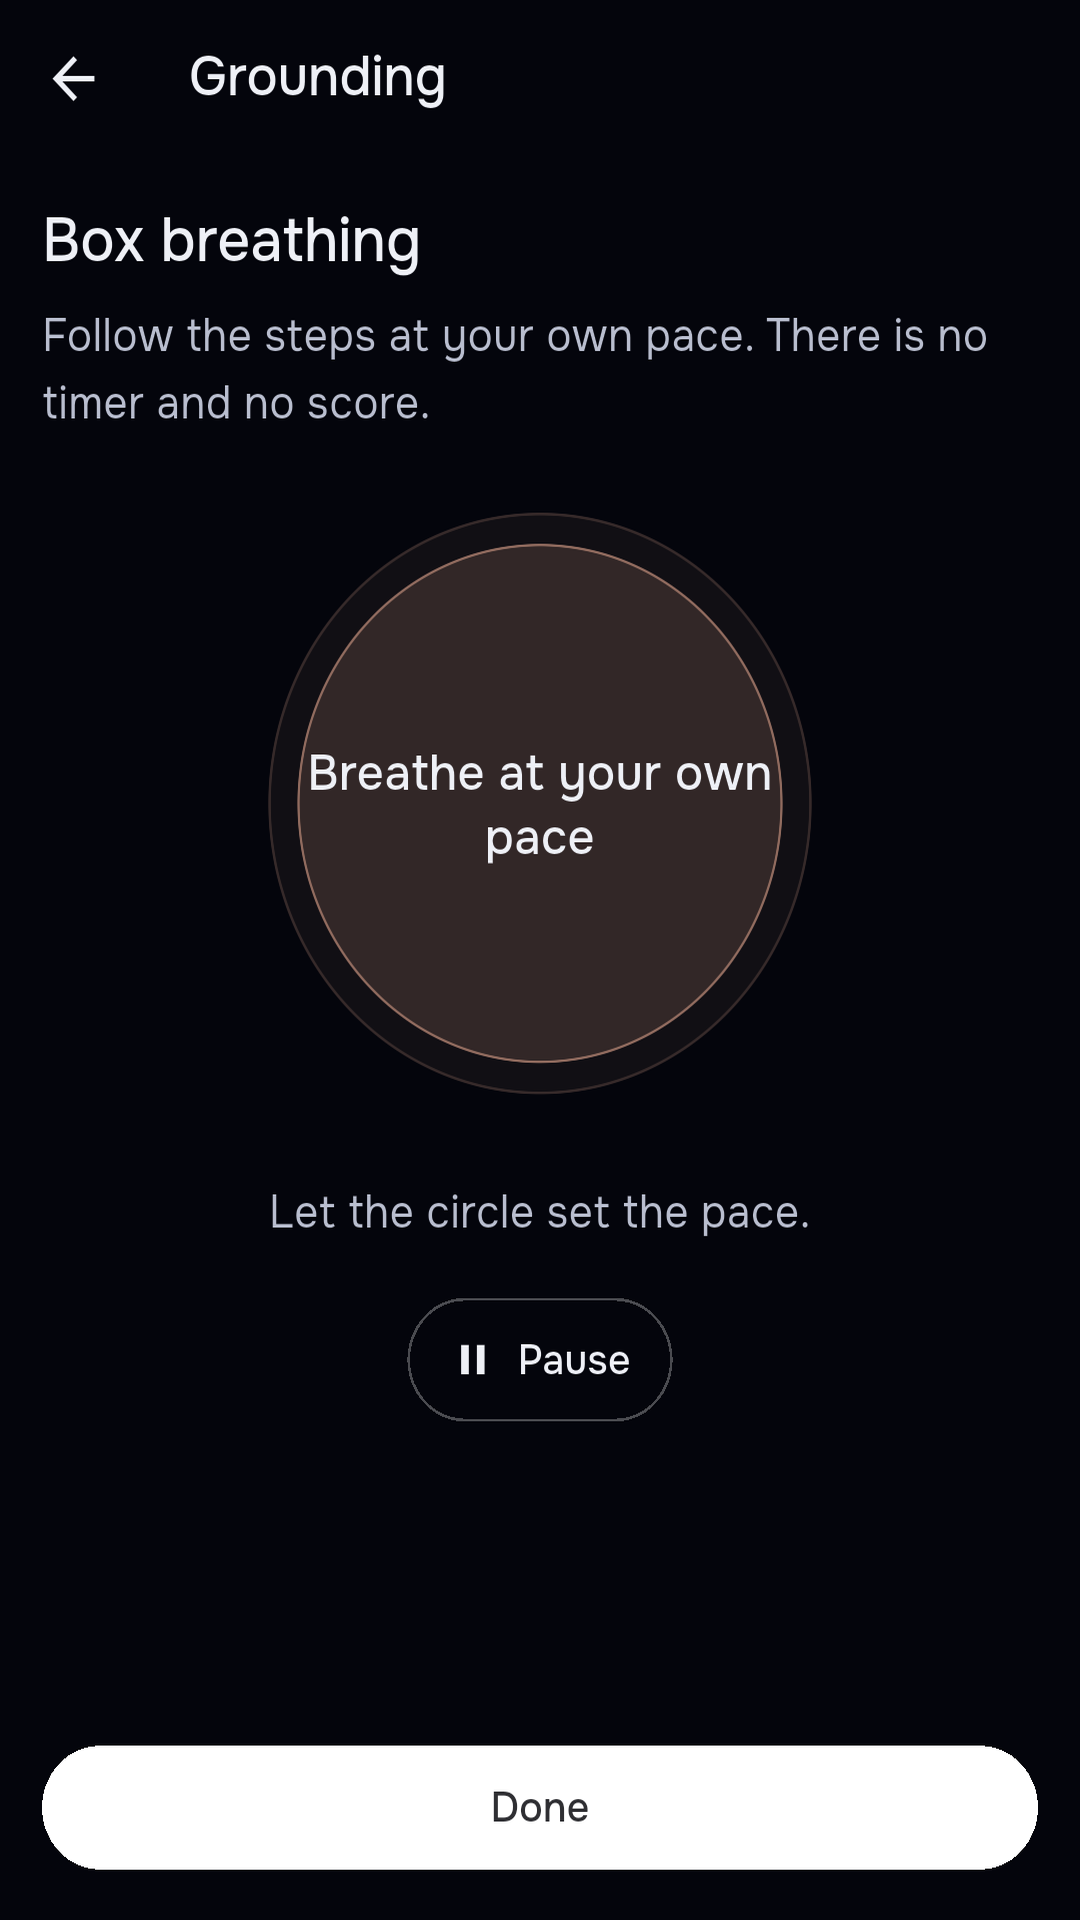 Grounding
Box breathing
Follow the steps at your own pace. There is no
timer and no score.
Breathe at your own
pace
Let the circle set the pace.
Pause
Done